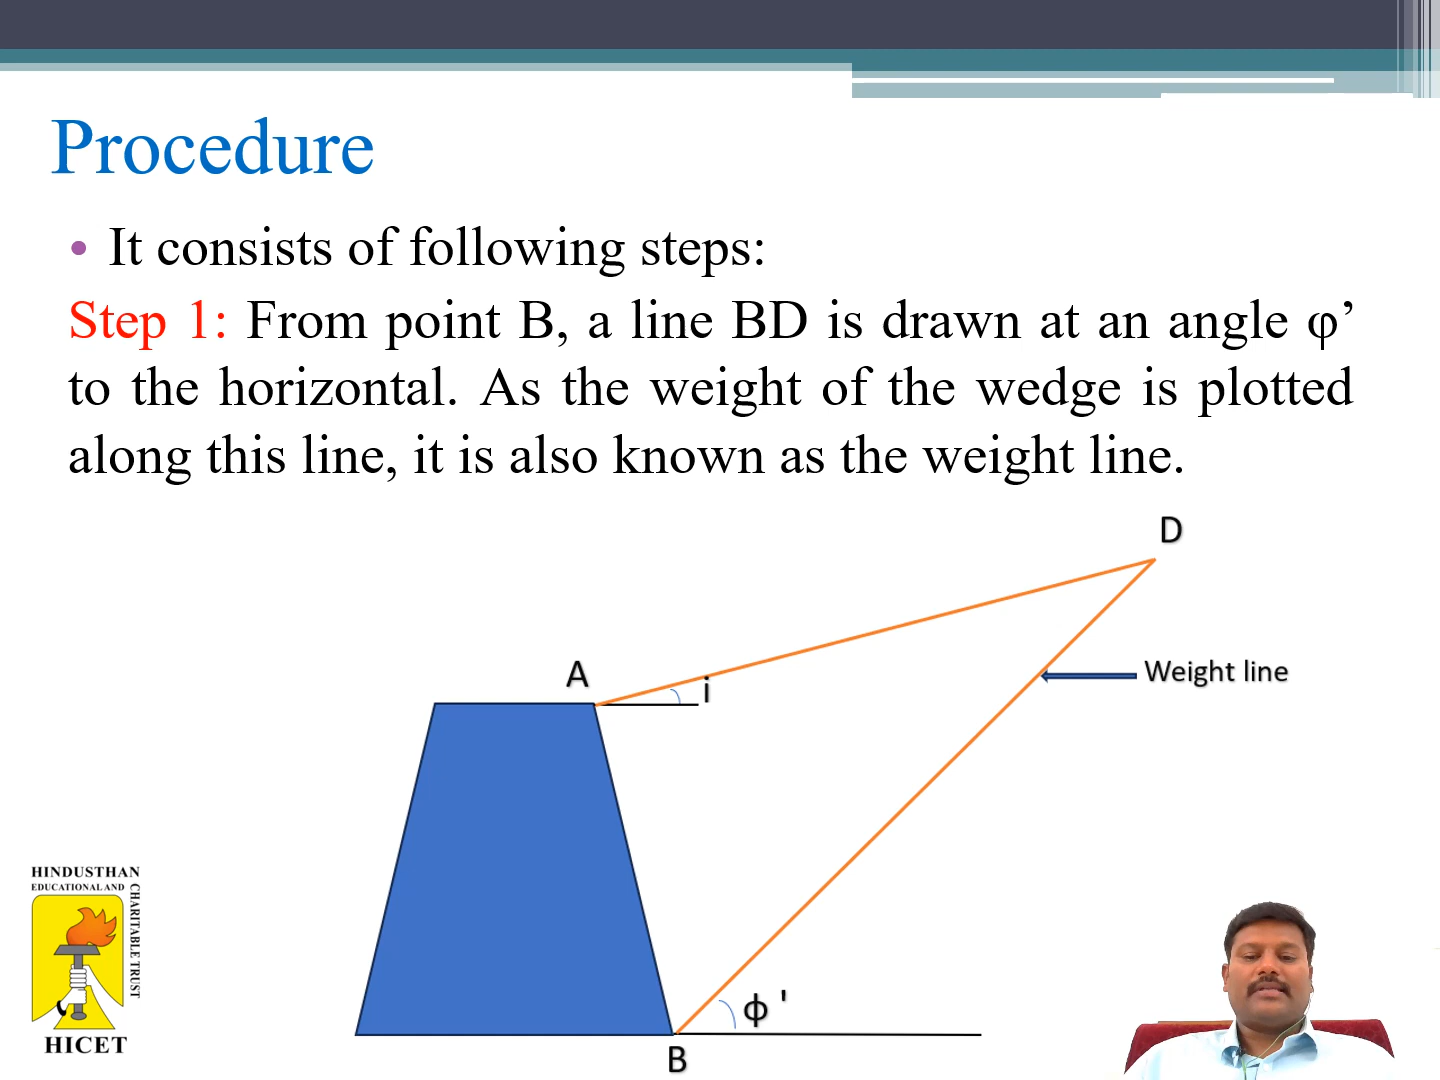 Procedure
• It consists of following steps:
Step 1: From point B, a line BD is drawn at an angle φ’
to the horizontal. As the weight of the wedge is plotted
along this line, it is also known as the weight line.
D
A
i
Weight line
ϕ '
B
HINDUSTHAN
EDUCATIONAL AND
CHARITABLE TRUST
HICET